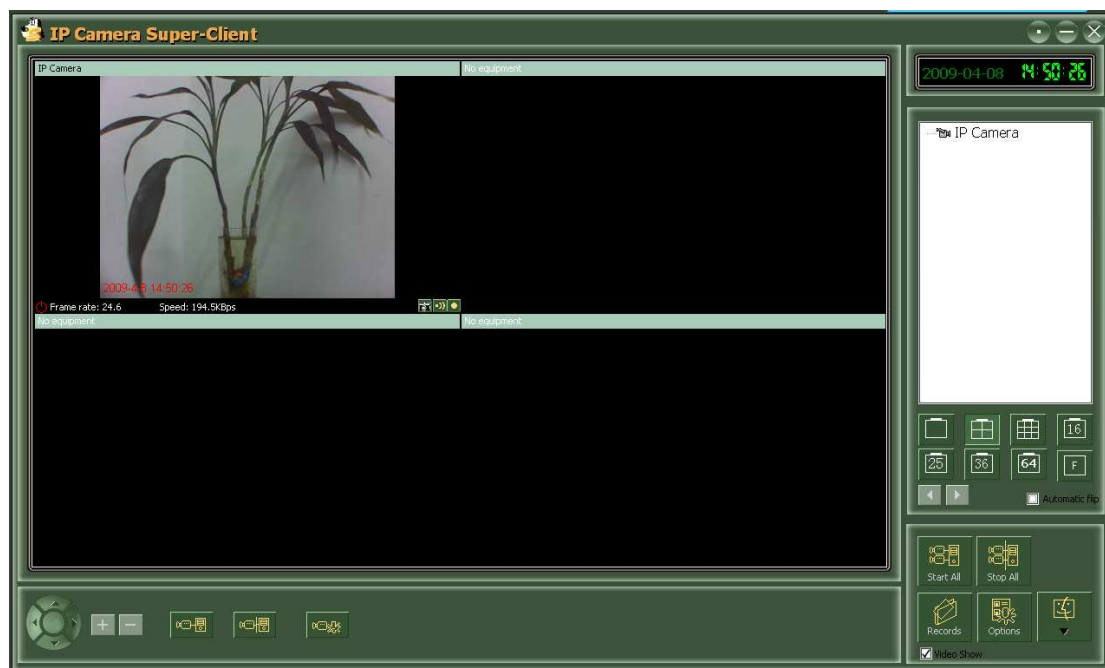 IP Camera Super-Client
IP Camera
No equipment
2009-4-8 14:50:26
Frame rate: 24.6 Speed: 194.5KBps
No equipment
No equipment
2009-04-08 14:50:26
IP Camera
16
25 36 64 F
Automatic flip
Start All Stop All
Records Options
Video Show